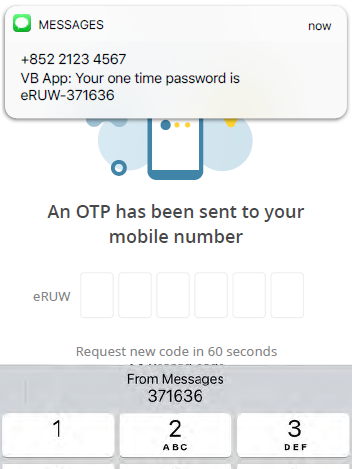 MESSAGES
now
+852 2123 4567
VB App: Your one time password is
eRUW-371636
An OTP has been sent to your
mobile number
eRUW
Request new code in 60 seconds
From Messages
371636
1
2
ABC
3
DEF